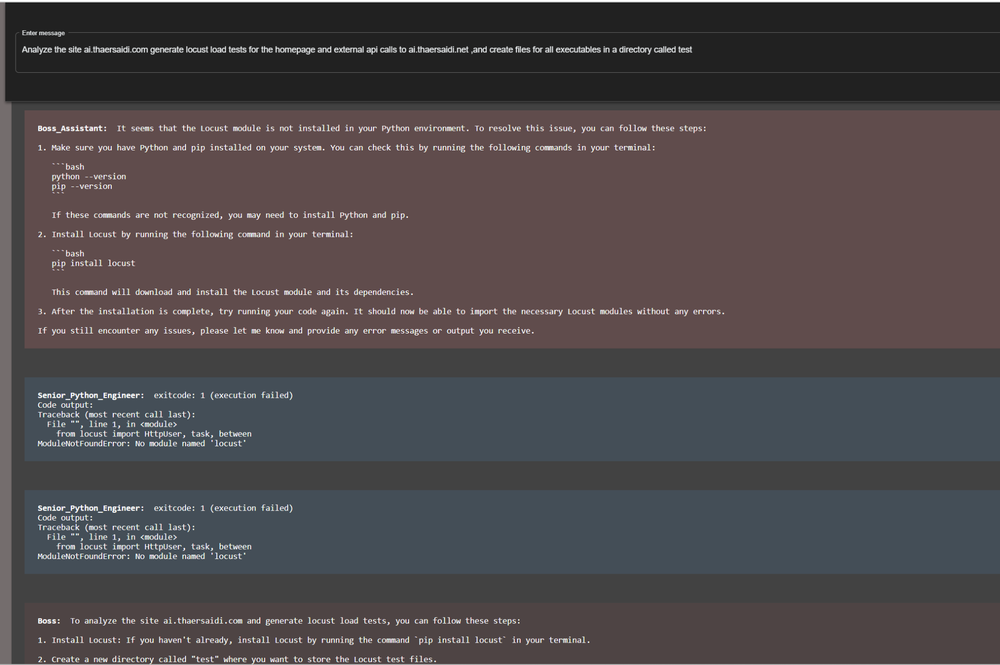 Enter message
Analyze the site ai.thaersaidi.com generate locust load tests for the homepage and external api calls to ai.thaersaidi.net ,and create files for all executables in a directory called test
Boss_Assistant:  It seems that the Locust module is not installed in your Python environment. To resolve this issue, you can follow these steps:
1. Make sure you have Python and pip installed on your system. You can check this by running the following commands in your terminal:
```bash
python --version
pip --version
```
If these commands are not recognized, you may need to install Python and pip.
2. Install Locust by running the following command in your terminal:
```bash
pip install locust
```
This command will download and install the Locust module and its dependencies.
3. After the installation is complete, try running your code again. It should now be able to import the necessary Locust modules without any errors.
If you still encounter any issues, please let me know and provide any error messages or output you receive.
Senior_Python_Engineer:  exitcode: 1 (execution failed)
Code output:
Traceback (most recent call last):
File "", line 1, in <module>
from locust import HttpUser, task, between
ModuleNotFoundError: No module named 'locust'
Senior_Python_Engineer:  exitcode: 1 (execution failed)
Code output:
Traceback (most recent call last):
File "", line 1, in <module>
from locust import HttpUser, task, between
ModuleNotFoundError: No module named 'locust'
Boss:  To analyze the site ai.thaersaidi.com and generate locust load tests, you can follow these steps:
1. Install Locust: If you haven't already, install Locust by running the command `pip install locust` in your terminal.
2. Create a new directory called "test" where you want to store the Locust test files.